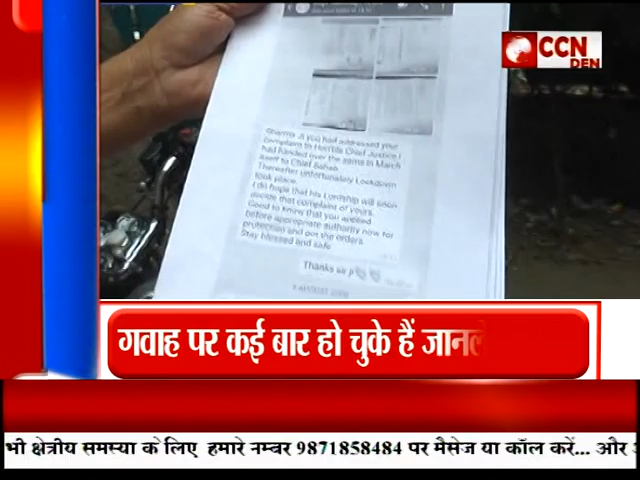 CCN
DEN
Sharma Ji you had addressed your
complaint to Hon'ble Chief Justice I
had handed over the same in March
itself to Chief Sahab
Thereafter unfortunately Lockdown
took place.
I do hope that his Lordship will soon
decide that complaint of yours.
Good to know that you applied
before appropriate authority now for
protection and got the orders
Stay blessed and safe
Thanks sir ji
गवाह पर कई बार हो चुके हैं जानले
भी क्षेत्रीय समस्या के लिए हमारे नम्बर 9871858484 पर मैसेज या कॉल करें... और